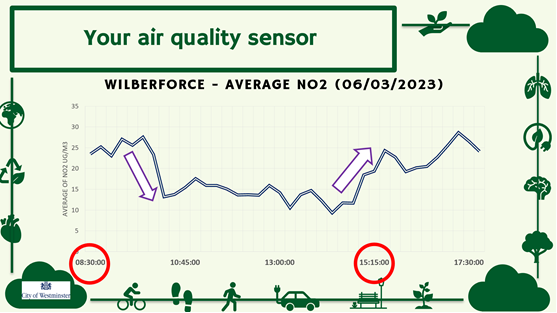 Your air quality sensor
WILBERFORCE - AVERAGE NO2 (06/03/2023)
AVERAGE OF NO2 UG/M3
35
30
25
20
15
10
5
08:30:00 10:45:00 13:00:00 15:15:00 17:30:00
City of Westminster